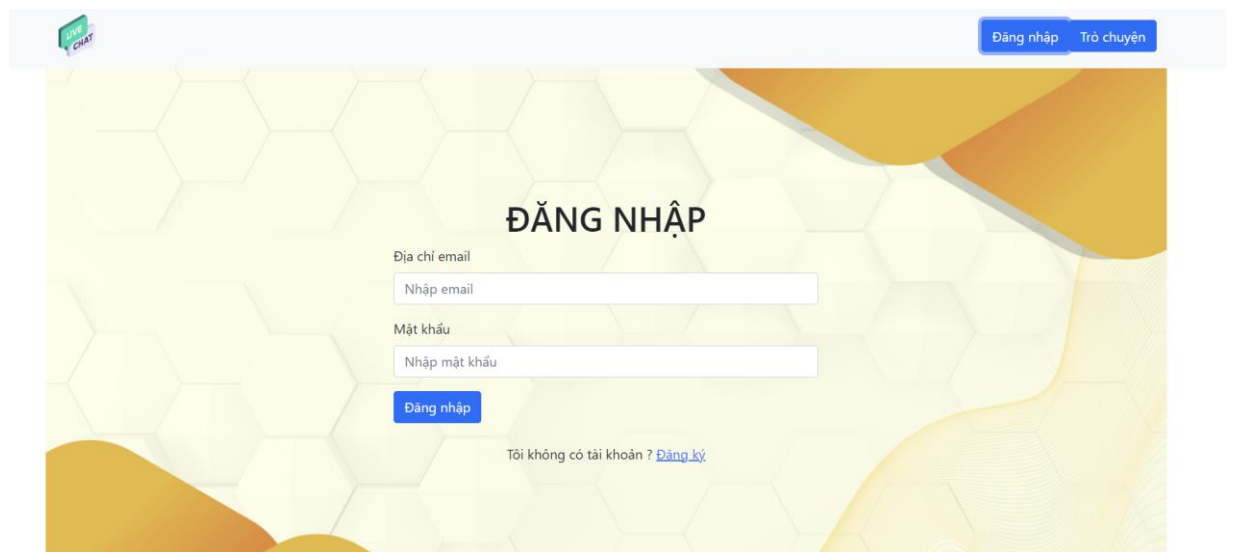 LIVE
CHAT
Đăng nhập Trò chuyện
ĐĂNG NHẬP
Địa chỉ email
Nhập email
Mật khẩu
Nhập mật khẩu
Đăng nhập
Tôi không có tài khoản ? Đăng ký